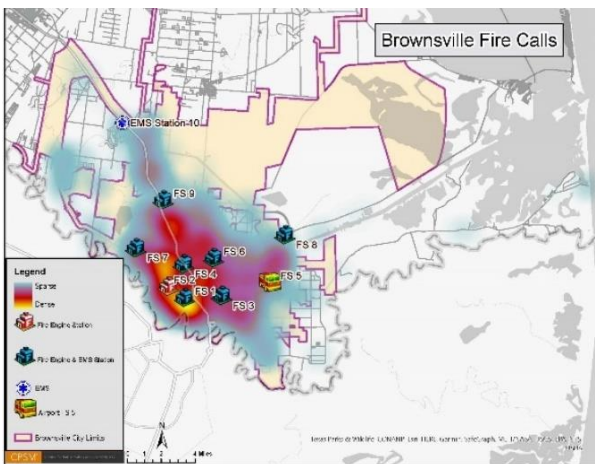 Brownsville Fire Calls
EMS Station 10
FS 9
FS 8
FS 7
FS 6
FS 4
FS 2
FS 5
FS 1
FS 3
Legend
Sparse
Dense
Fire Engine Station
Fire Engine & EMS Station
EMS
Airport
Brownsville City Limits
N
0 1 2 4 Miles
CPSM